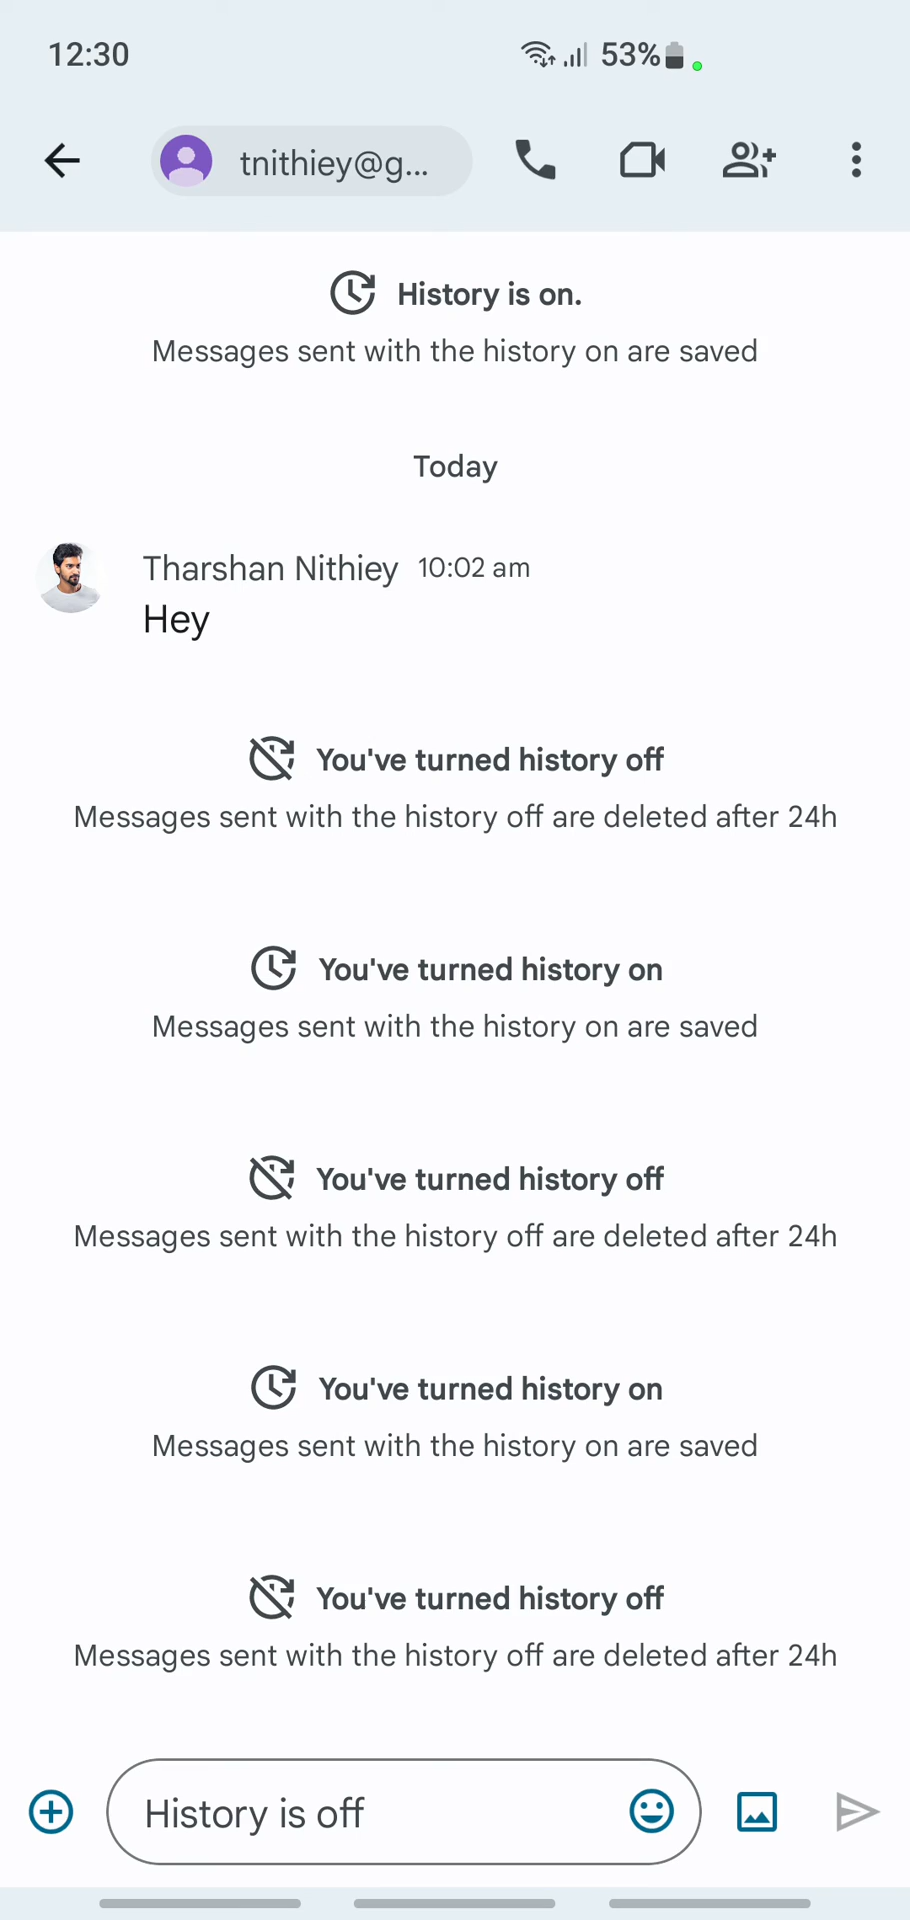 12:30
53%
tnithiey@g...
History is on.
Messages sent with the history on are saved
Today
Tharshan Nithiey 10:02 am
Hey
You've turned history off
Messages sent with the history off are deleted after 24h
You've turned history on
Messages sent with the history on are saved
You've turned history off
Messages sent with the history off are deleted after 24h
You've turned history on
Messages sent with the history on are saved
You've turned history off
Messages sent with the history off are deleted after 24h
History is off